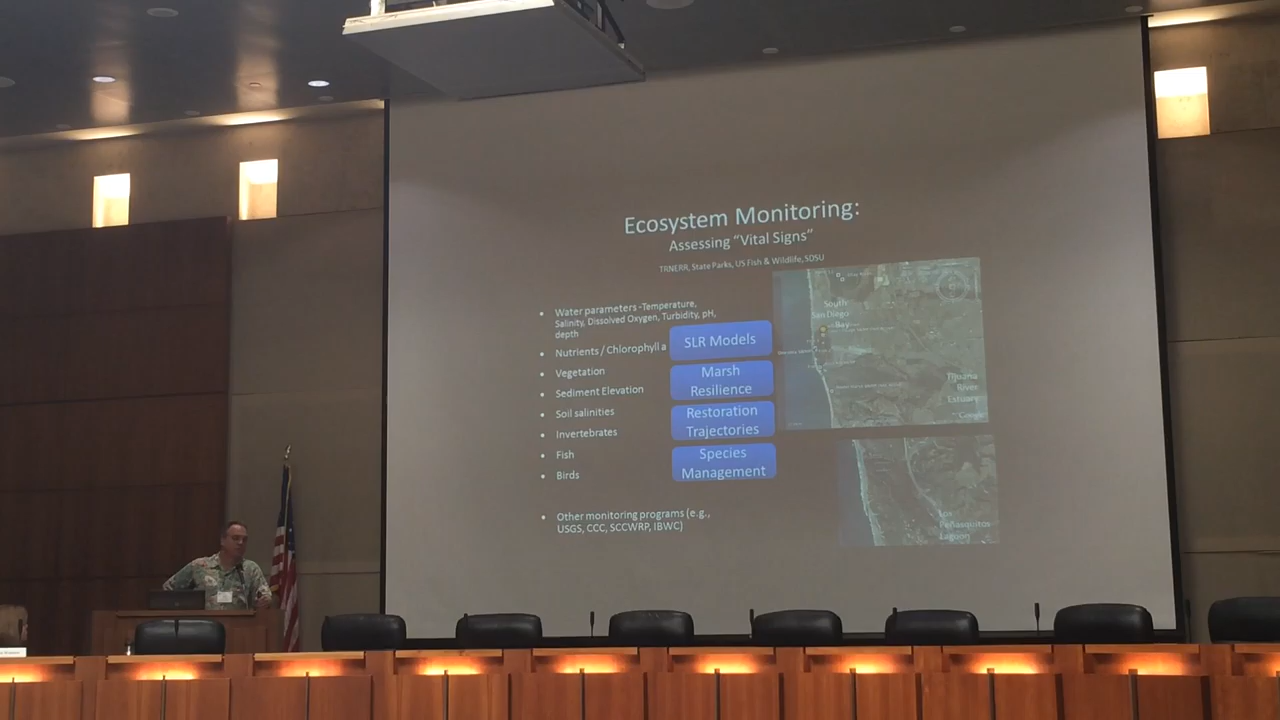 Ecosystem Monitoring:
Assessing “Vital Signs”
TRNERR, State Parks, US Fish & Wildlife, SDSU
• Water parameters -Temperature,
Salinity, Dissolved Oxygen, Turbidity, pH,
depth
• Nutrients / Chlorophyll a
• Vegetation
• Sediment Elevation
• Soil salinities
• Invertebrates
• Fish
• Birds
• Other monitoring programs (e.g.,
USGS, CCC, SCCWRP, IBWC)
SLR Models
Marsh
Resilience
Restoration
Trajectories
Species
Management
South
San Diego
Bay
Tijuana
River
Estuary
Google
Los
Peñasquitos
Lagoon